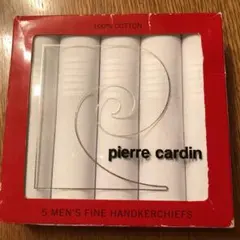 100% COTTON
pierre cardin
5 MEN'S FINE HANDKERCHIEFS